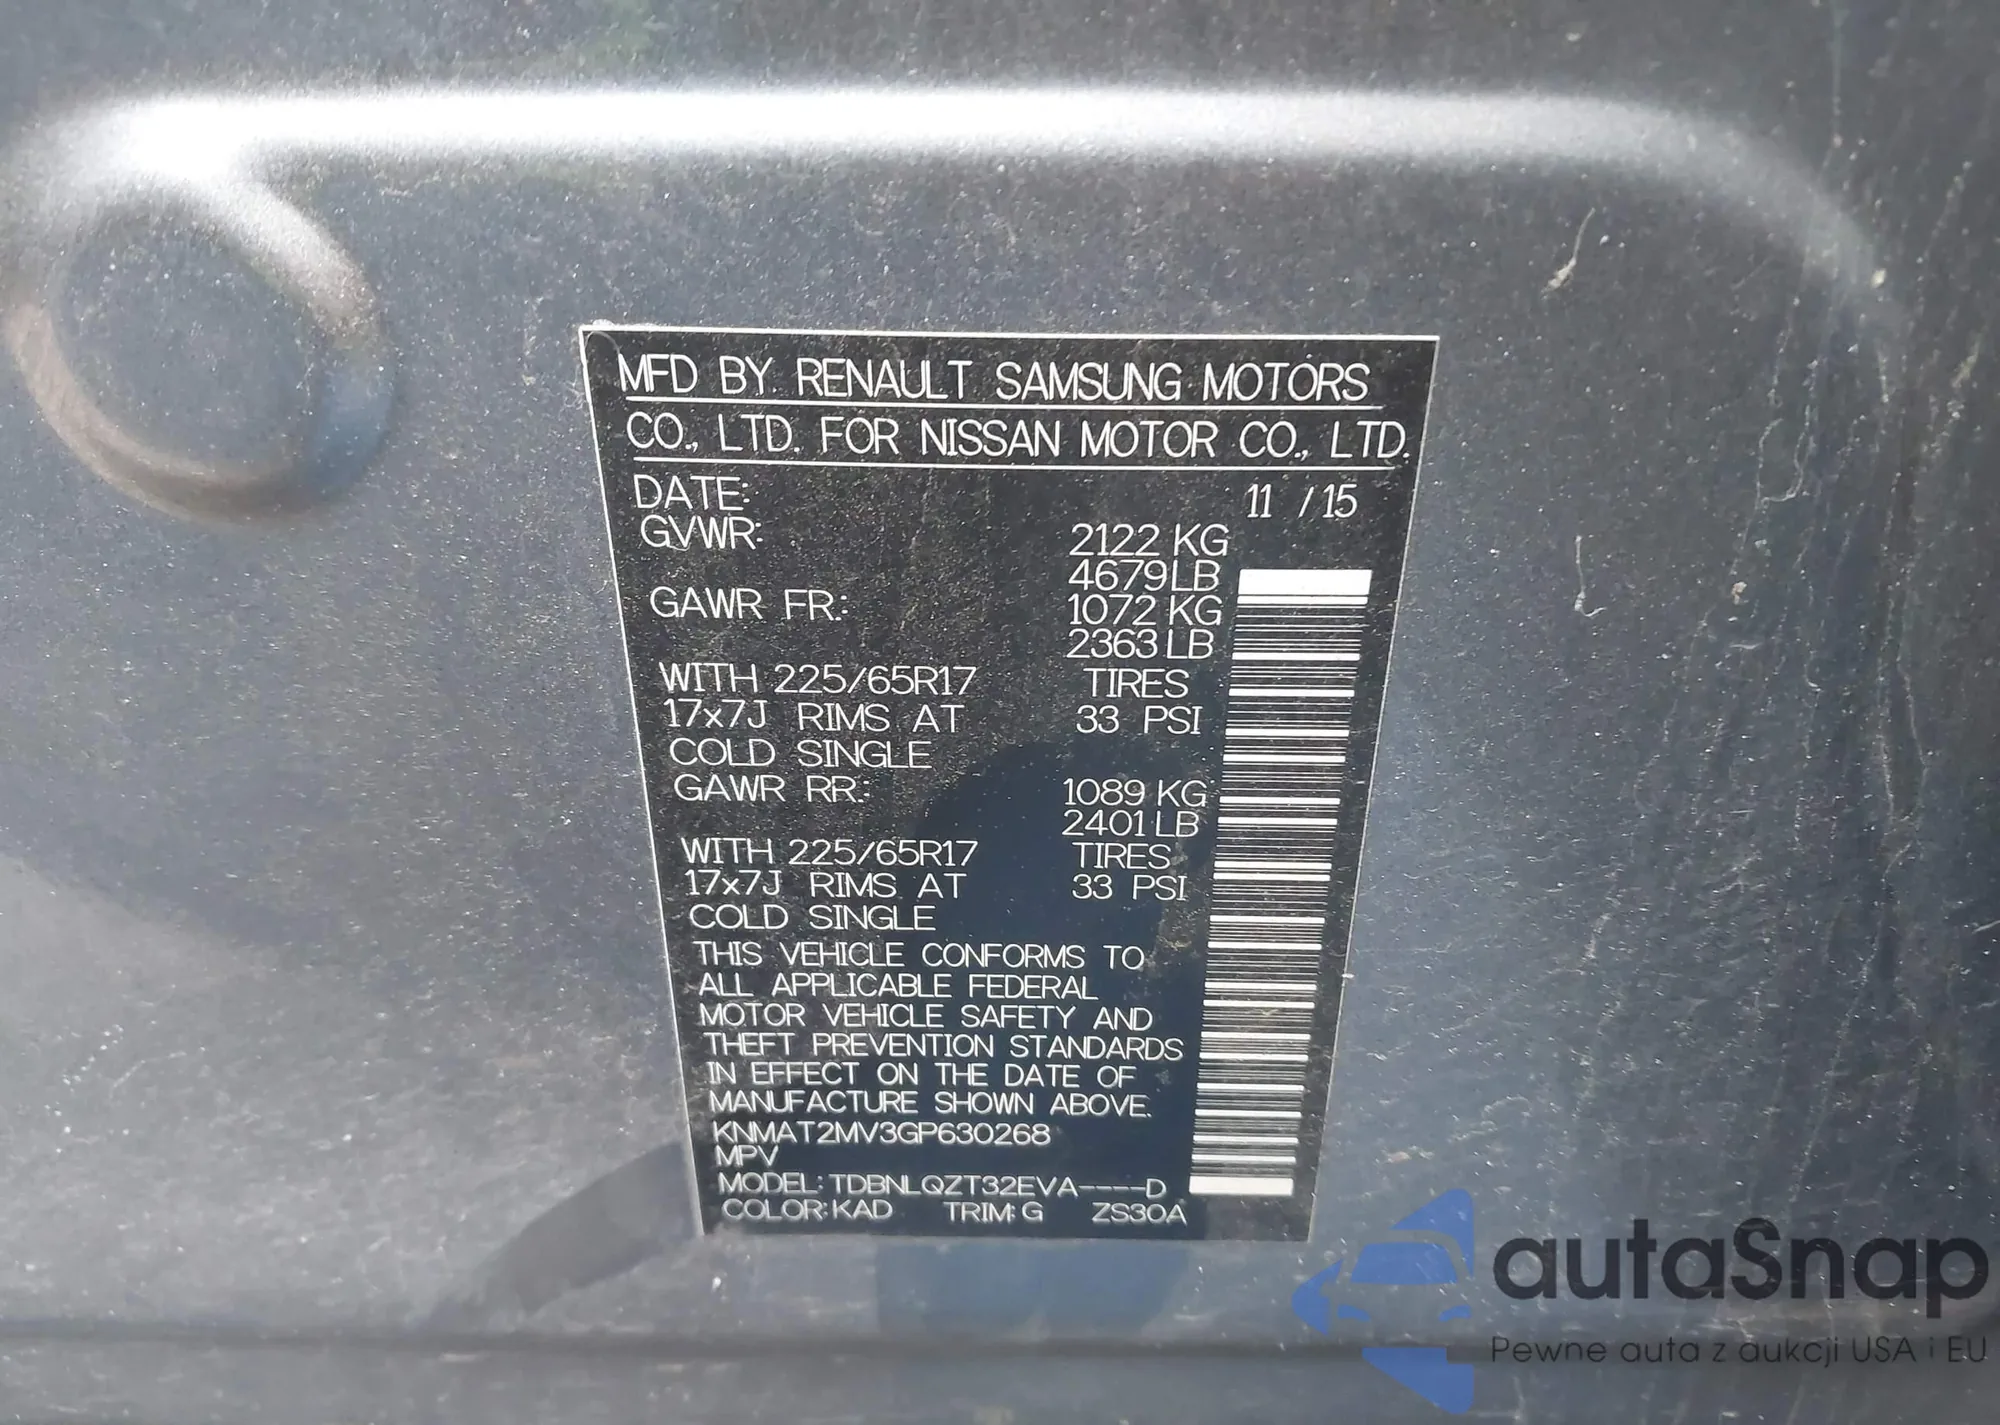 MFD BY RENAULT SAMSUNG MOTORS
CO., LTD. FOR NISSAN MOTOR CO., LTD.
DATE: 11 / 15
GVWR: 2122 KG
4679 LB
GAWR FR.: 1072 KG
2363 LB
WITH 225/65R17 TIRES
17x7J RIMS AT 33 PSI
COLD SINGLE
GAWR RR.: 1089 KG
2401 LB
WITH 225/65R17 TIRES
17x7J RIMS AT 33 PSI
COLD SINGLE
THIS VEHICLE CONFORMS TO
ALL APPLICABLE FEDERAL
MOTOR VEHICLE SAFETY AND
THEFT PREVENTION STANDARDS
IN EFFECT ON THE DATE OF
MANUFACTURE SHOWN ABOVE.
KNMAT2MV3GP630268
MPV
MODEL: TDBNLQZT32EVA----D
COLOR: KAD TRIM: G ZS30A
autaSnap
Pewne auta z aukcji USA i EU